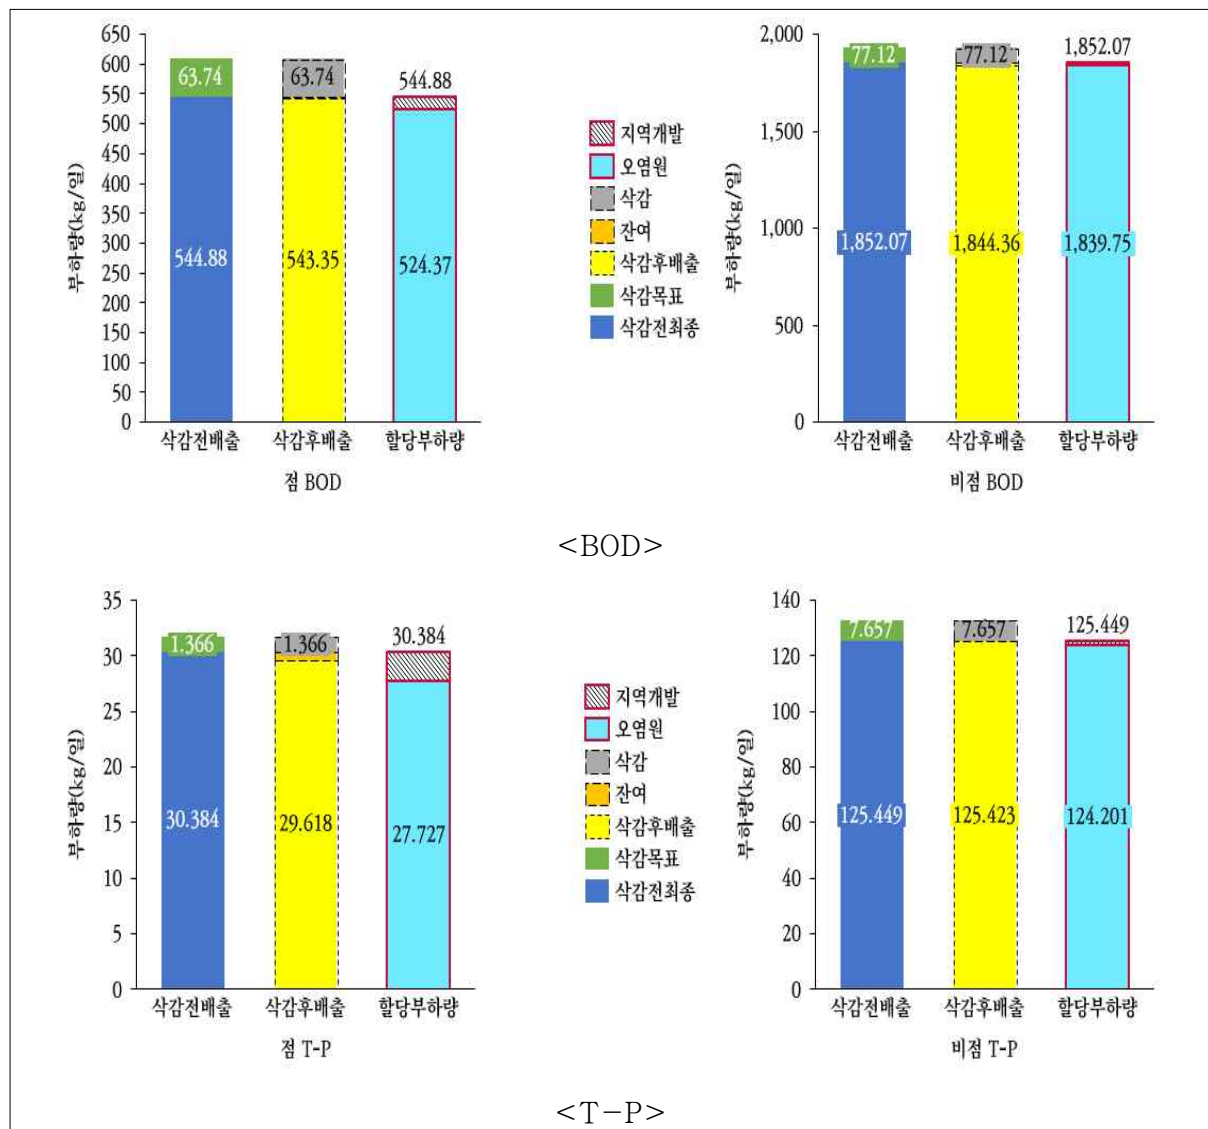 650
600
550
500
450
400
350
300
250
200
150
100
50
0
부하량(kg/일)
63.74
544.88
63.74
543.35
544.88
524.37
삭감전배출 삭감후배출 할당부하량
점 BOD
지역개발
오염원
삭감
잔여
삭감후배출
삭감목표
삭감전최종
2,000
1,500
1,000
500
0
부하량(kg/일)
77.12
1,852.07
77.12
1,844.36
1,852.07
1,839.75
삭감전배출 삭감후배출 할당부하량
비점 BOD
<BOD>
35
30
25
20
15
10
5
0
부하량(kg/일)
1.366
30.384
1.366
29.618
30.384
27.727
삭감전배출 삭감후배출 할당부하량
점 T-P
지역개발
오염원
삭감
잔여
삭감후배출
삭감목표
삭감전최종
140
120
100
80
60
40
20
0
부하량(kg/일)
7.657
125.449
7.657
125.423
125.449
124.201
삭감전배출 삭감후배출 할당부하량
비점 T-P
<T-P>